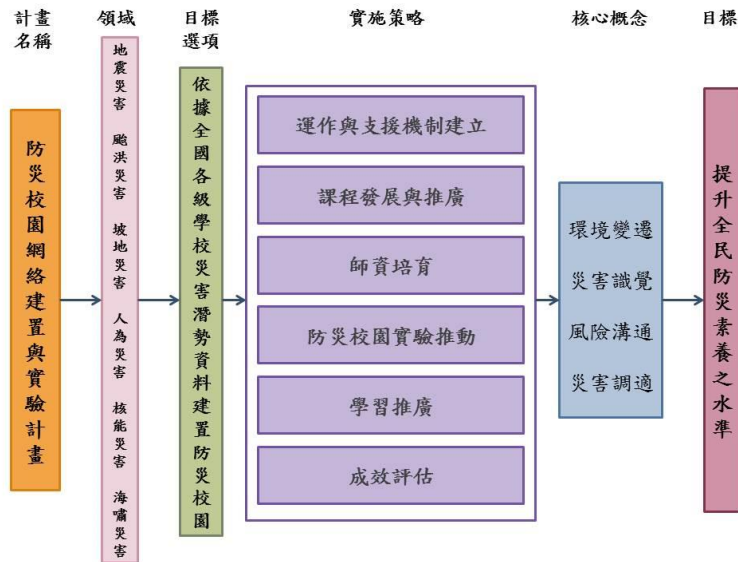 計畫
名稱
領域
目標
選項
實施策略
核心概念
目標
防災校園網絡建置與實驗計畫
地震災害
颱洪災害
坡地災害
人為災害
核能災害
海嘯災害
依據全國各級學校災害潛勢資料建置防災校園
運作與支援機制建立
課程發展與推廣
師資培育
防災校園實驗推動
學習推廣
成效評估
環境變遷
災害識覺
風險溝通
災害調適
提升全民防災素養之水準